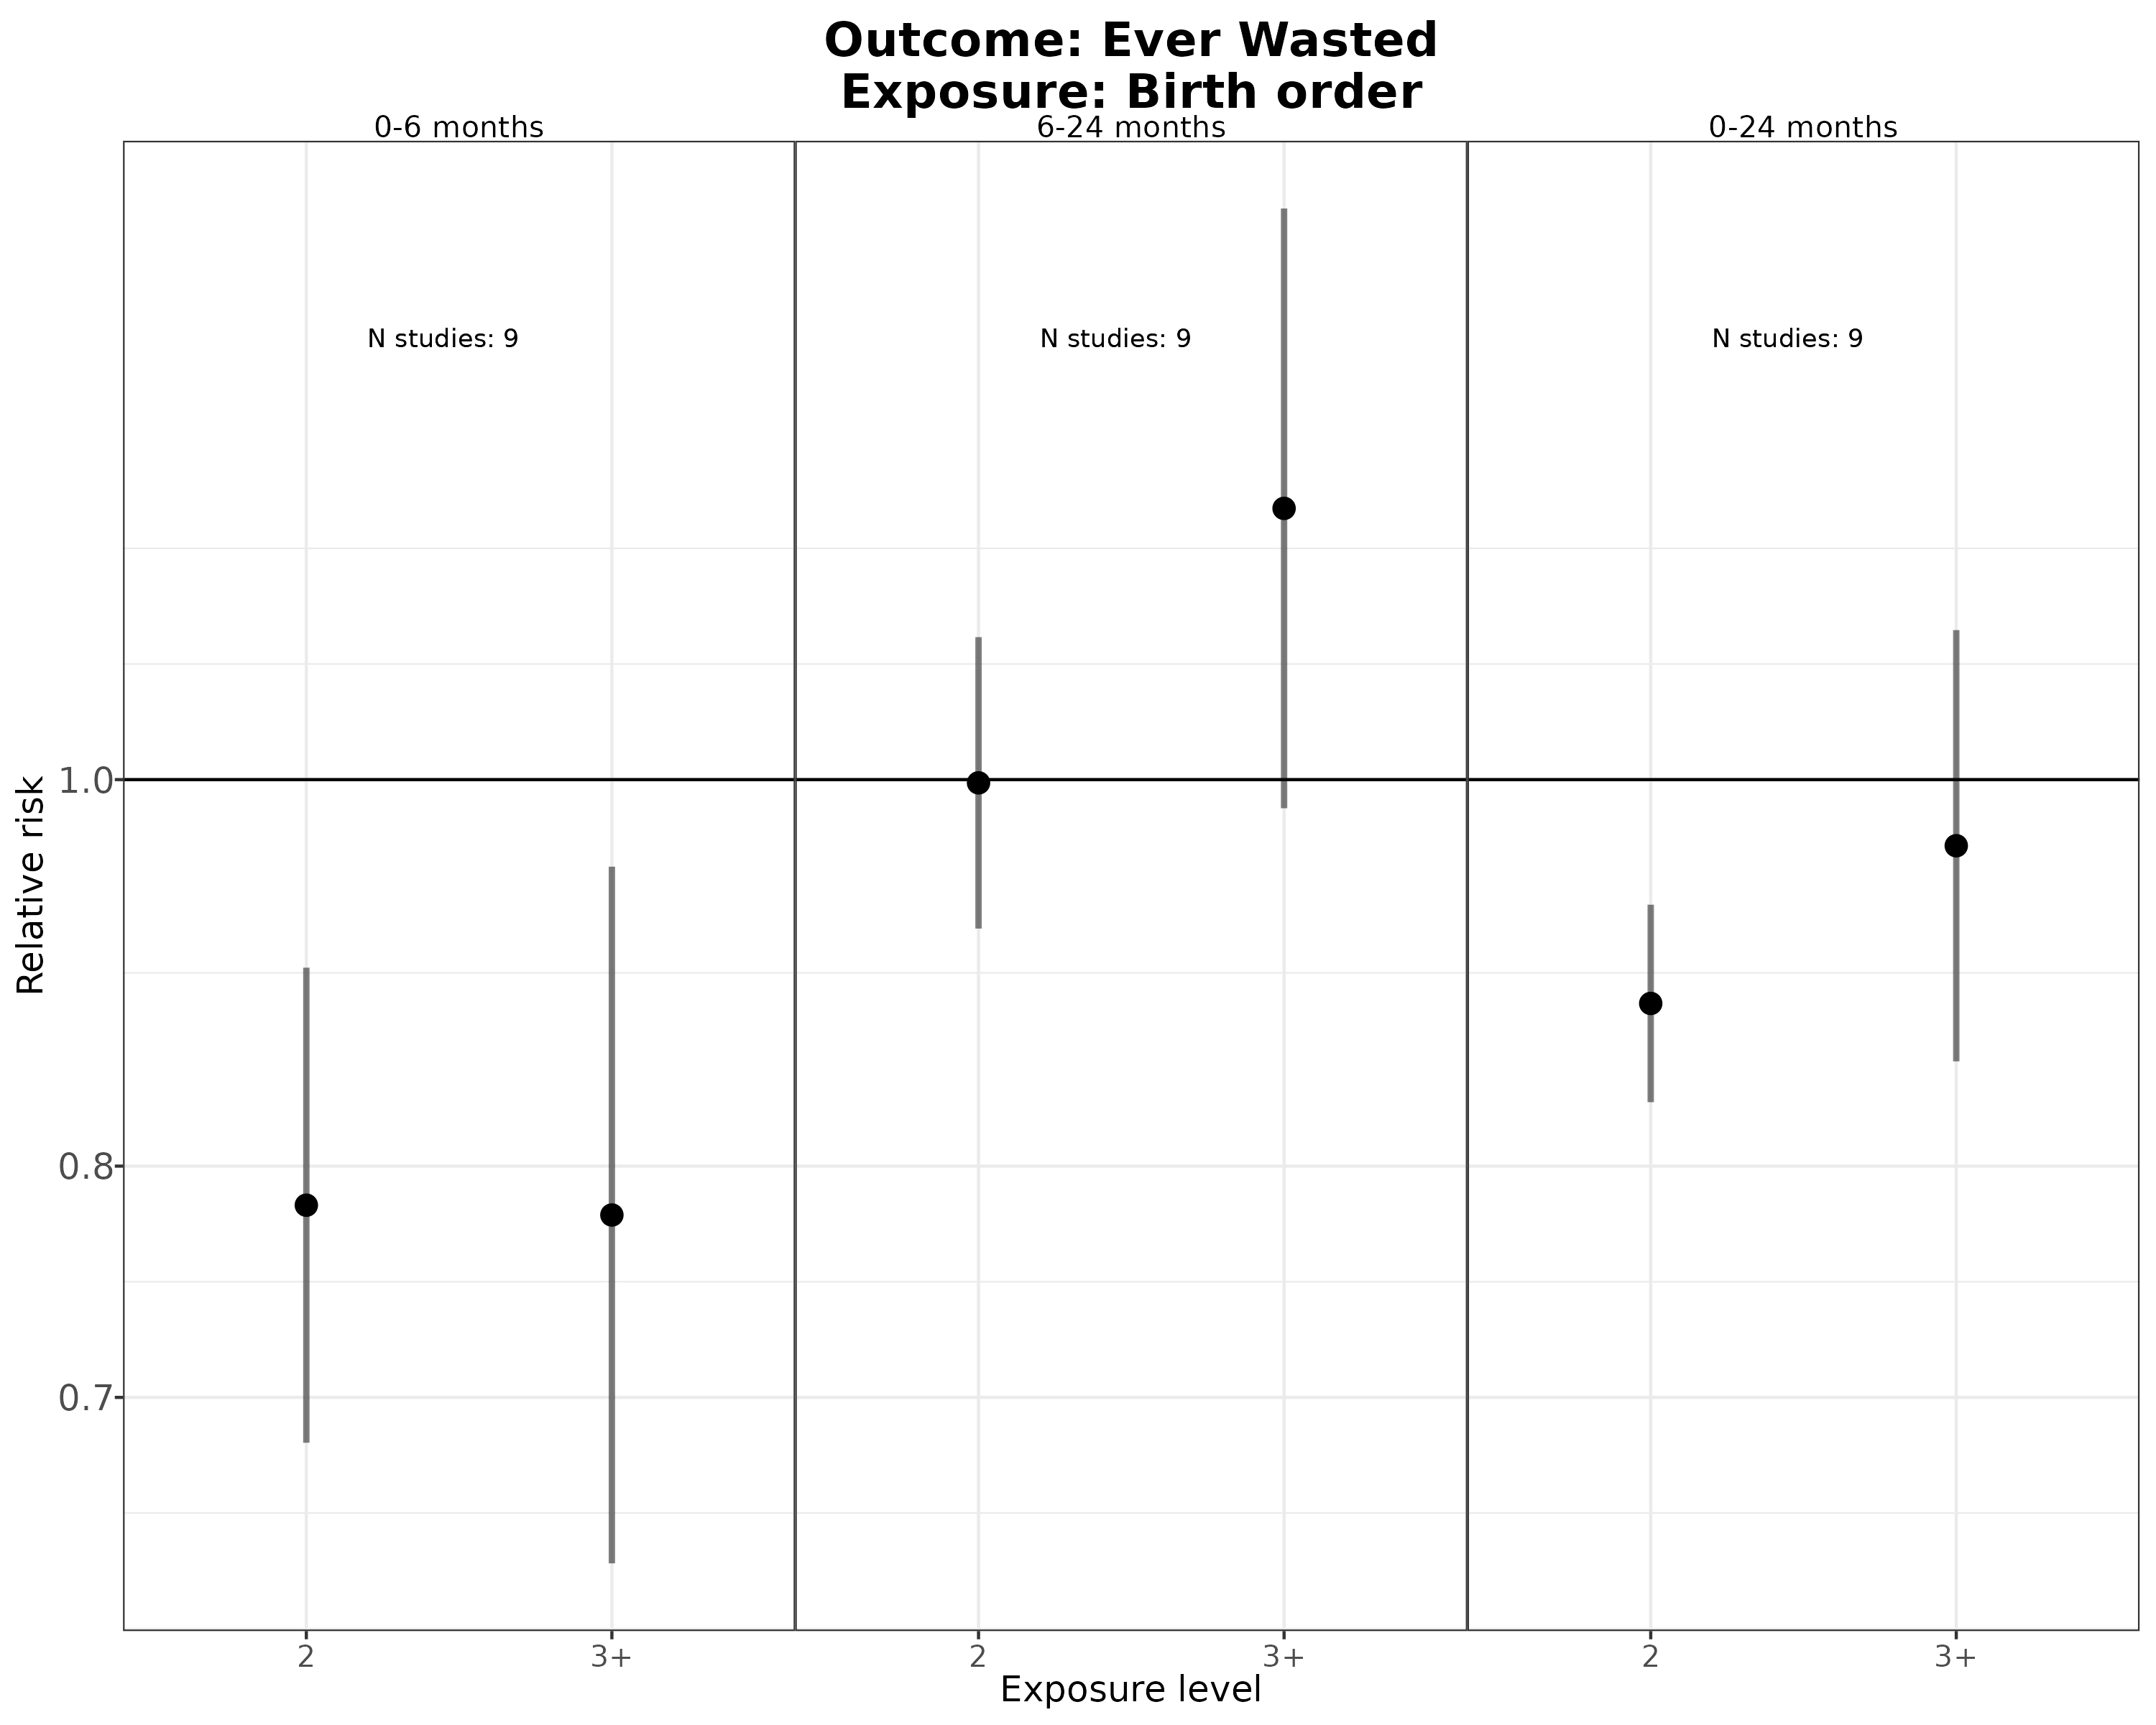 Outcome: Ever Wasted
Exposure: Birth order
0-6 months
6-24 months
0-24 months
N studies: 9
N studies: 9
N studies: 9
Relative risk
1.0
0.8
0.7
2
3+
2
3+
2
3+
Exposure level